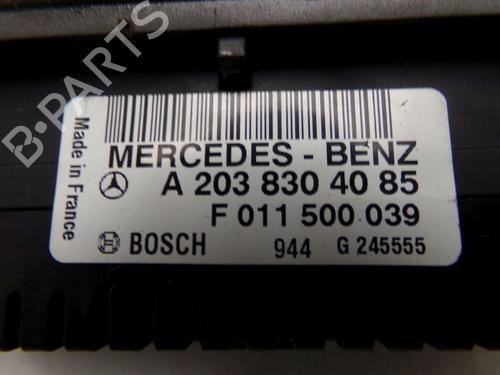 MERCEDES - BENZ
A 203 830 40 85
F 011 500 039
BOSCH 944 G 245555
Made in France
B-PARTS